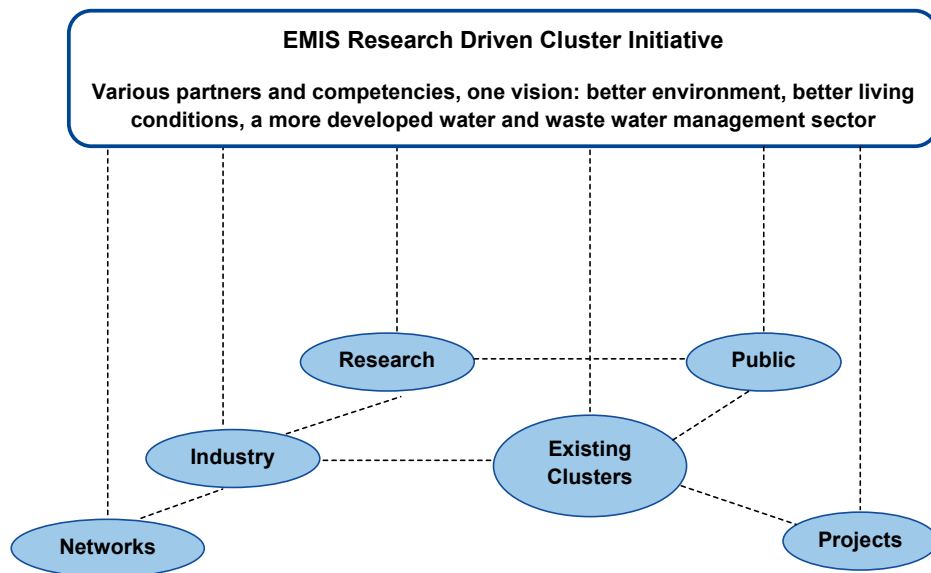 EMIS Research Driven Cluster Initiative
Various partners and competencies, one vision: better environment, better living
conditions, a more developed water and waste water management sector
Research
Public
Industry
Existing
Clusters
Networks
Projects